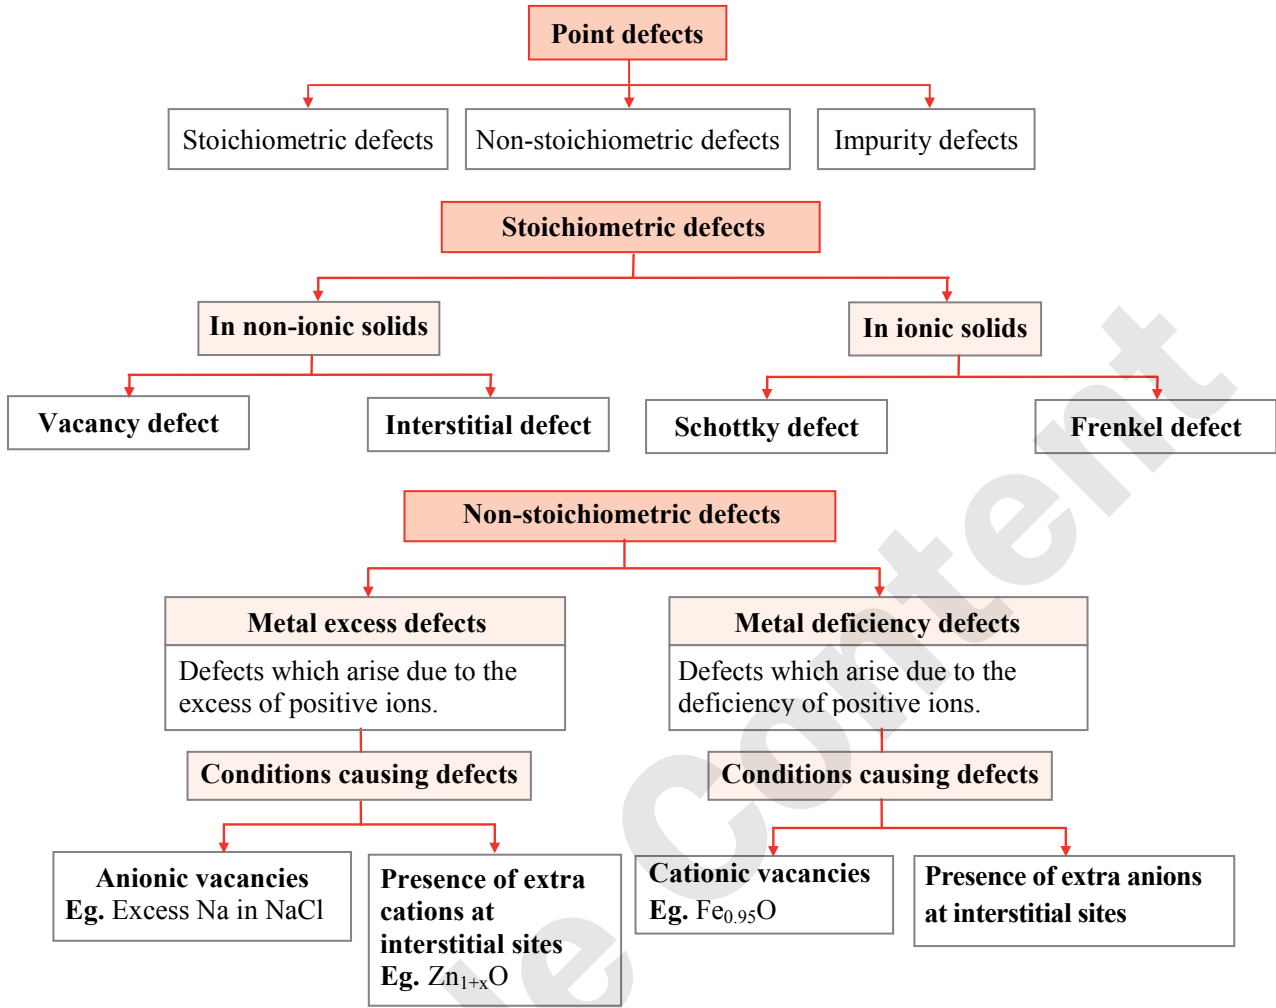 Point defects
Stoichiometric defects
Non-stoichiometric defects
Impurity defects
Stoichiometric defects
In non-ionic solids
In ionic solids
Vacancy defect
Interstitial defect
Schottky defect
Frenkel defect
Non-stoichiometric defects
Metal excess defects
Defects which arise due to the
excess of positive ions.
Metal deficiency defects
Defects which arise due to the
deficiency of positive ions.
Conditions causing defects
Conditions causing defects
Anionic vacancies
Eg. Excess Na in NaCl
Presence of extra
cations at
interstitial sites
Eg. Zn₁₊ₓO
Cationic vacancies
Eg. Fe₀.₉₅O
Presence of extra anions
at interstitial sites
le Content